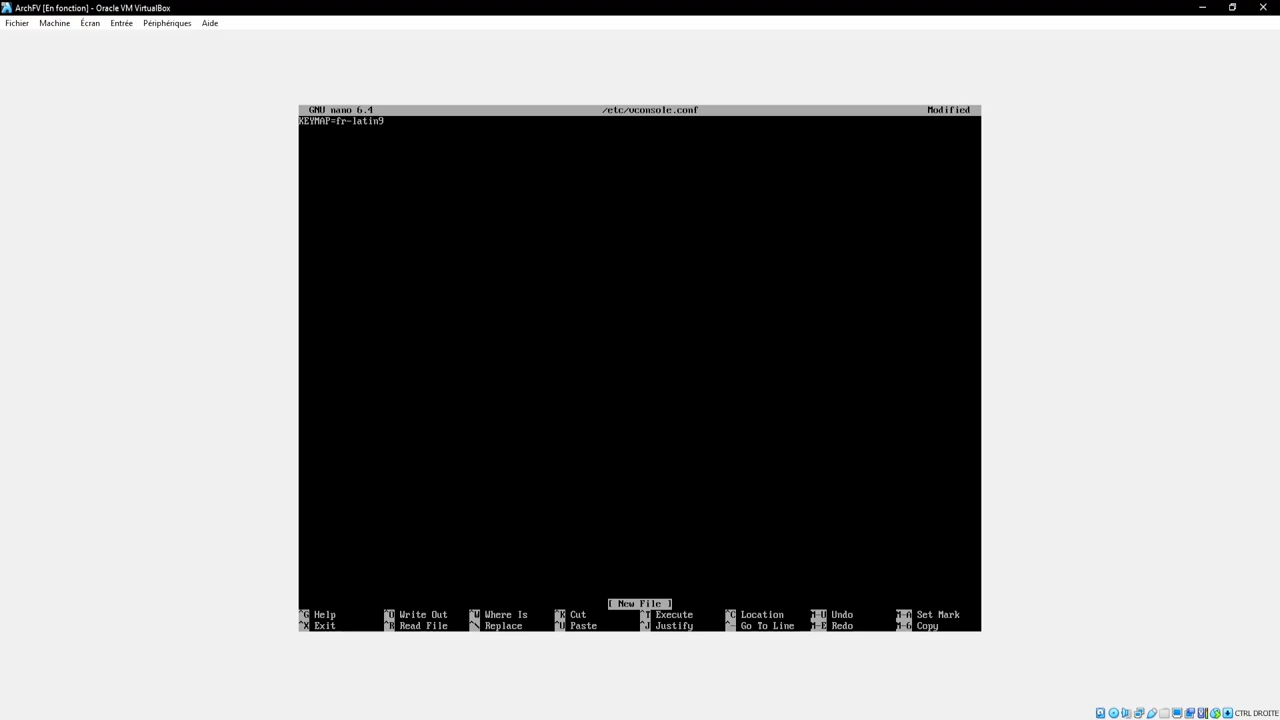 ArchFV [En fonction] - Oracle VM VirtualBox
Fichier Machine Écran Entrée Périphériques Aide
GNU nano 6.4 /etc/vconsole.conf Modified
KEYMAP=fr-latin9
[ New File ]
^G Help ^O Write Out ^W Where Is ^K Cut ^T Execute ^C Location M-U Undo M-A Set Mark
^X Exit ^R Read File ^\ Replace ^U Paste ^J Justify ^_ Go To Line M-E Redo M-6 Copy
CTRL DROITE